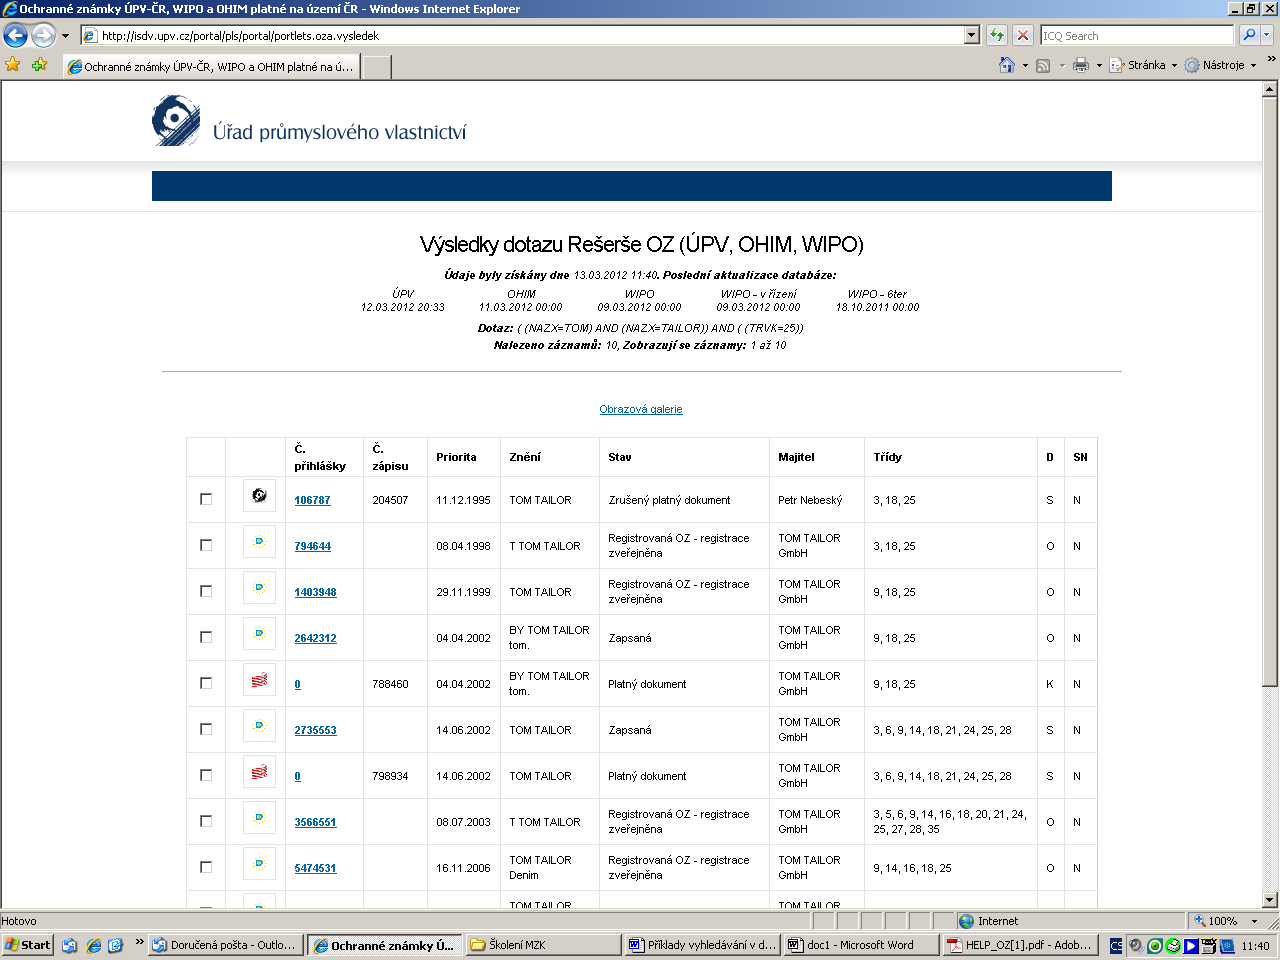 Ochranné známky ÚPV-ČR, WIPO a OHIM platné na území ČR - Windows Internet Explorer
http://isdv.upv.cz/portal/pls/portal/portlets.oza.vysledek
ICQ Search
Ochranné známky ÚPV-ČR, WIPO a OHIM platné na ú...
Stránka
Nástroje
Úřad průmyslového vlastnictví
Výsledky dotazu Rešerše OZ (ÚPV, OHIM, WIPO)
Údaje byly získány dne 13.03.2012 11:40. Poslední aktualizace databáze:
ÚPV OHIM WIPO WIPO - v řízení WIPO - 6ter
12.03.2012 20:33 11.03.2012 00:00 09.03.2012 00:00 09.03.2012 00:00 18.10.2011 00:00
Dotaz: ( (NAZX=TOM) AND (NAZX=TAILOR)) AND ( (TRVK=25))
Nalezeno záznamů: 10, Zobrazují se záznamy: 1 až 10
Obrazová galerie
Č. přihlášky Č. zápisu Priorita Znění Stav Majitel Třídy D SN
106787 204507 11.12.1995 TOM TAILOR Zrušený platný dokument Petr Nebeský 3, 18, 25 S N
794644 08.04.1998 T TOM TAILOR Registrovaná OZ - registrace zveřejněna TOM TAILOR GmbH 3, 18, 25 O N
1403948 29.11.1999 TOM TAILOR Registrovaná OZ - registrace zveřejněna TOM TAILOR GmbH 9, 18, 25 O N
2642312 04.04.2002 BY TOM TAILOR tom. Zapsaná TOM TAILOR GmbH 9, 18, 25 O N
0 788460 04.04.2002 BY TOM TAILOR tom. Platný dokument TOM TAILOR GmbH 9, 18, 25 K N
2735553 14.06.2002 TOM TAILOR Zapsaná TOM TAILOR GmbH 3, 6, 9, 14, 18, 21, 24, 25, 28 O N
0 798934 14.06.2002 TOM TAILOR Platný dokument TOM TAILOR GmbH 3, 6, 9, 14, 18, 21, 24, 25, 28 S N
3566551 08.07.2003 T TOM TAILOR Registrovaná OZ - registrace zveřejněna TOM TAILOR GmbH 3, 5, 6, 9, 14, 16, 18, 20, 21, 24, 25, 27, 28, 35 O N
5474531 16.11.2006 TOM TAILOR Denim Registrovaná OZ - registrace zveřejněna TOM TAILOR GmbH 9, 14, 16, 18, 25 O N
TOM TAILOR TOM TAILOR
Hotovo Internet 100%
Start Doručená pošta - Outlo... Ochranné známky Ú... Školení MZK Příklady vyhledávání v d... doc1 - Microsoft Word HELP_OZ[1].pdf - Adob... CS 11:40